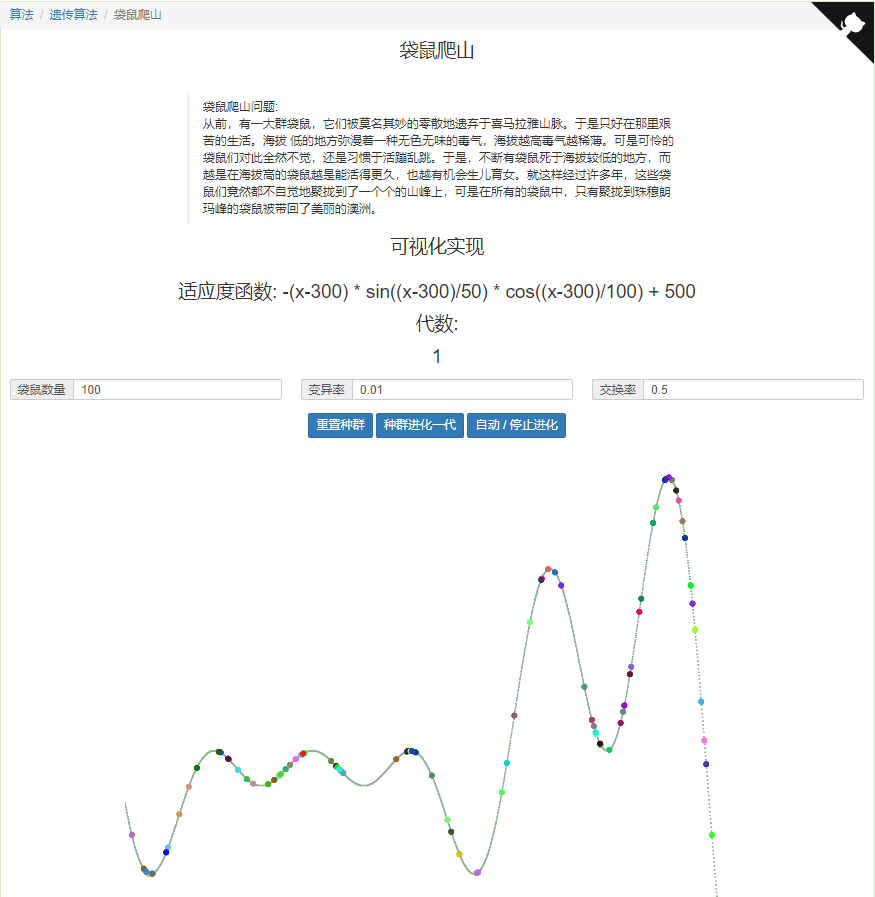 算法 / 遗传算法 / 袋鼠爬山
袋鼠爬山
袋鼠爬山问题:
从前，有一大群袋鼠，它们被莫名其妙的零散地遗弃于喜马拉雅山脉。于是只好在那里艰
苦的生活。海拔 低的地方弥漫着一种无色无味的毒气，海拔越高毒气越稀薄。可是可怜的
袋鼠们对此全然不觉，还是习惯于活蹦乱跳。于是，不断有袋鼠死于海拔较低的地方，而
越是在海拔高的袋鼠越是能活得更久，也越有机会生儿育女。就这样经过许多年，这些袋
鼠们竟然都不自觉地聚拢到了一个个的山峰上，可是在所有的袋鼠中，只有聚拢到珠穆朗
玛峰的袋鼠被带回了美丽的澳洲。
可视化实现
适应度函数: -(x-300) * sin((x-300)/50) * cos((x-300)/100) + 500
代数:
1
袋鼠数量 100 变异率 0.01 交换率 0.5
重置种群 种群进化一代 自动 / 停止进化